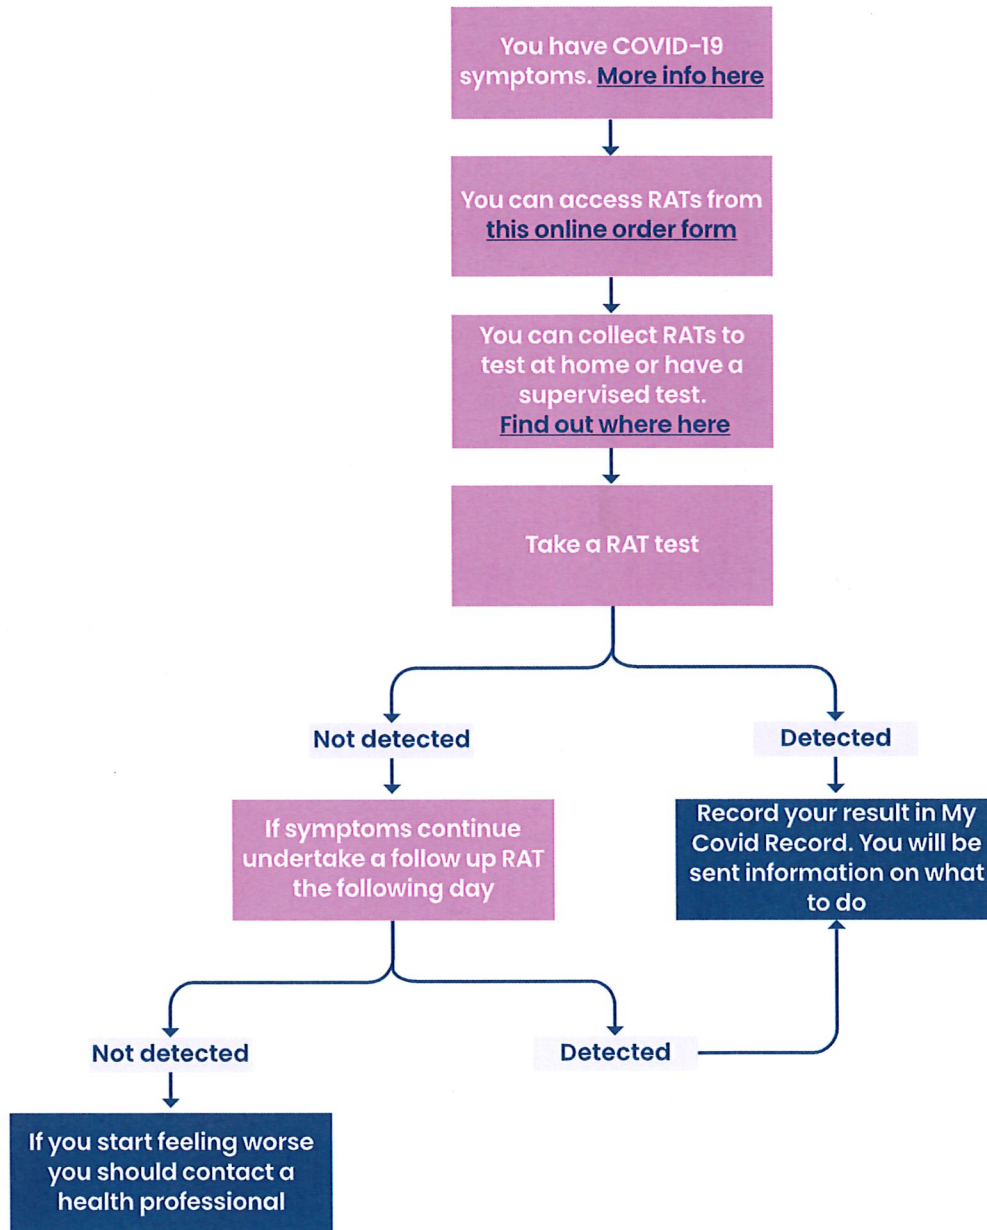 You have COVID-19
symptoms. More info here
You can access RATs from
this online order form
You can collect RATs to
test at home or have a
supervised test.
Find out where here
Take a RAT test
Not detected
Detected
If symptoms continue
undertake a follow up RAT
the following day
Record your result in My
Covid Record. You will be
sent information on what
to do
Not detected
Detected
If you start feeling worse
you should contact a
health professional